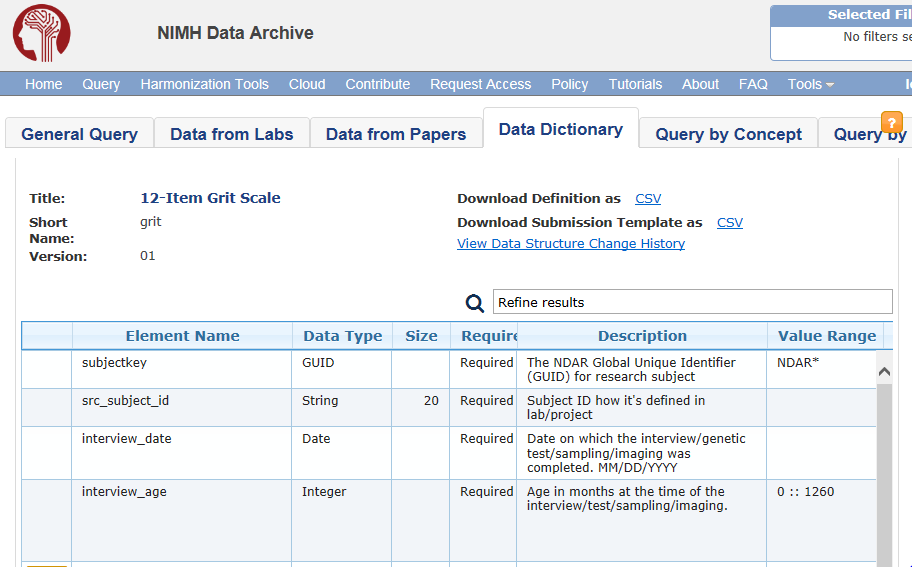 NIMH Data Archive
Selected Fil
No filters se
Home Query Harmonization Tools Cloud Contribute Request Access Policy Tutorials About FAQ Tools
General Query Data from Labs Data from Papers Data Dictionary Query by Concept Query by
?
Title: 12-Item Grit Scale
Short Name: grit
Version: 01
Download Definition as CSV
Download Submission Template as CSV
View Data Structure Change History
Refine results
Element Name Data Type Size Require Description Value Range
subjectkey GUID Required The NDAR Global Unique Identifier NDAR*
(GUID) for research subject
src_subject_id String 20 Required Subject ID how it's defined in
lab/project
interview_date Date Required Date on which the interview/genetic
test/sampling/imaging was
completed. MM/DD/YYYY
interview_age Integer Required Age in months at the time of the 0 :: 1260
interview/test/sampling/imaging.